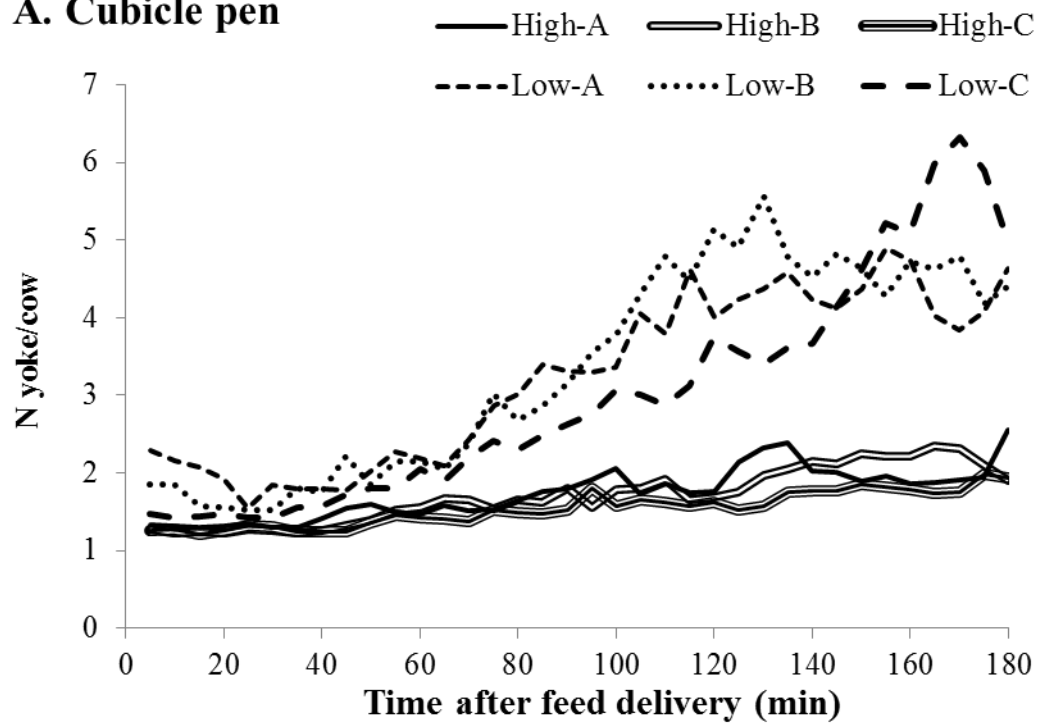 A. Cubicle pen
High-A High-B High-C
Low-A Low-B Low-C
7
6
5
4
3
2
1
0
N yoke/cow
0 20 40 60 80 100 120 140 160 180
Time after feed delivery (min)